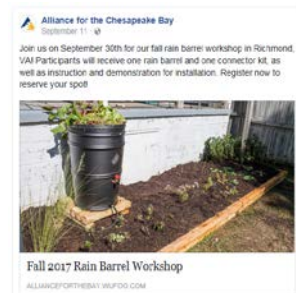 Alliance for the Chesapeake Bay
September 11 ·
Join us on September 30th for our fall rain barrel workshop in Richmond,
VA! Participants will receive one rain barrel and one connector kit, as
well as instruction and demonstration for installation. Register now to
reserve your spot!
Fall 2017 Rain Barrel Workshop
ALLIANCEFORTHEBAY.WUFOO.COM